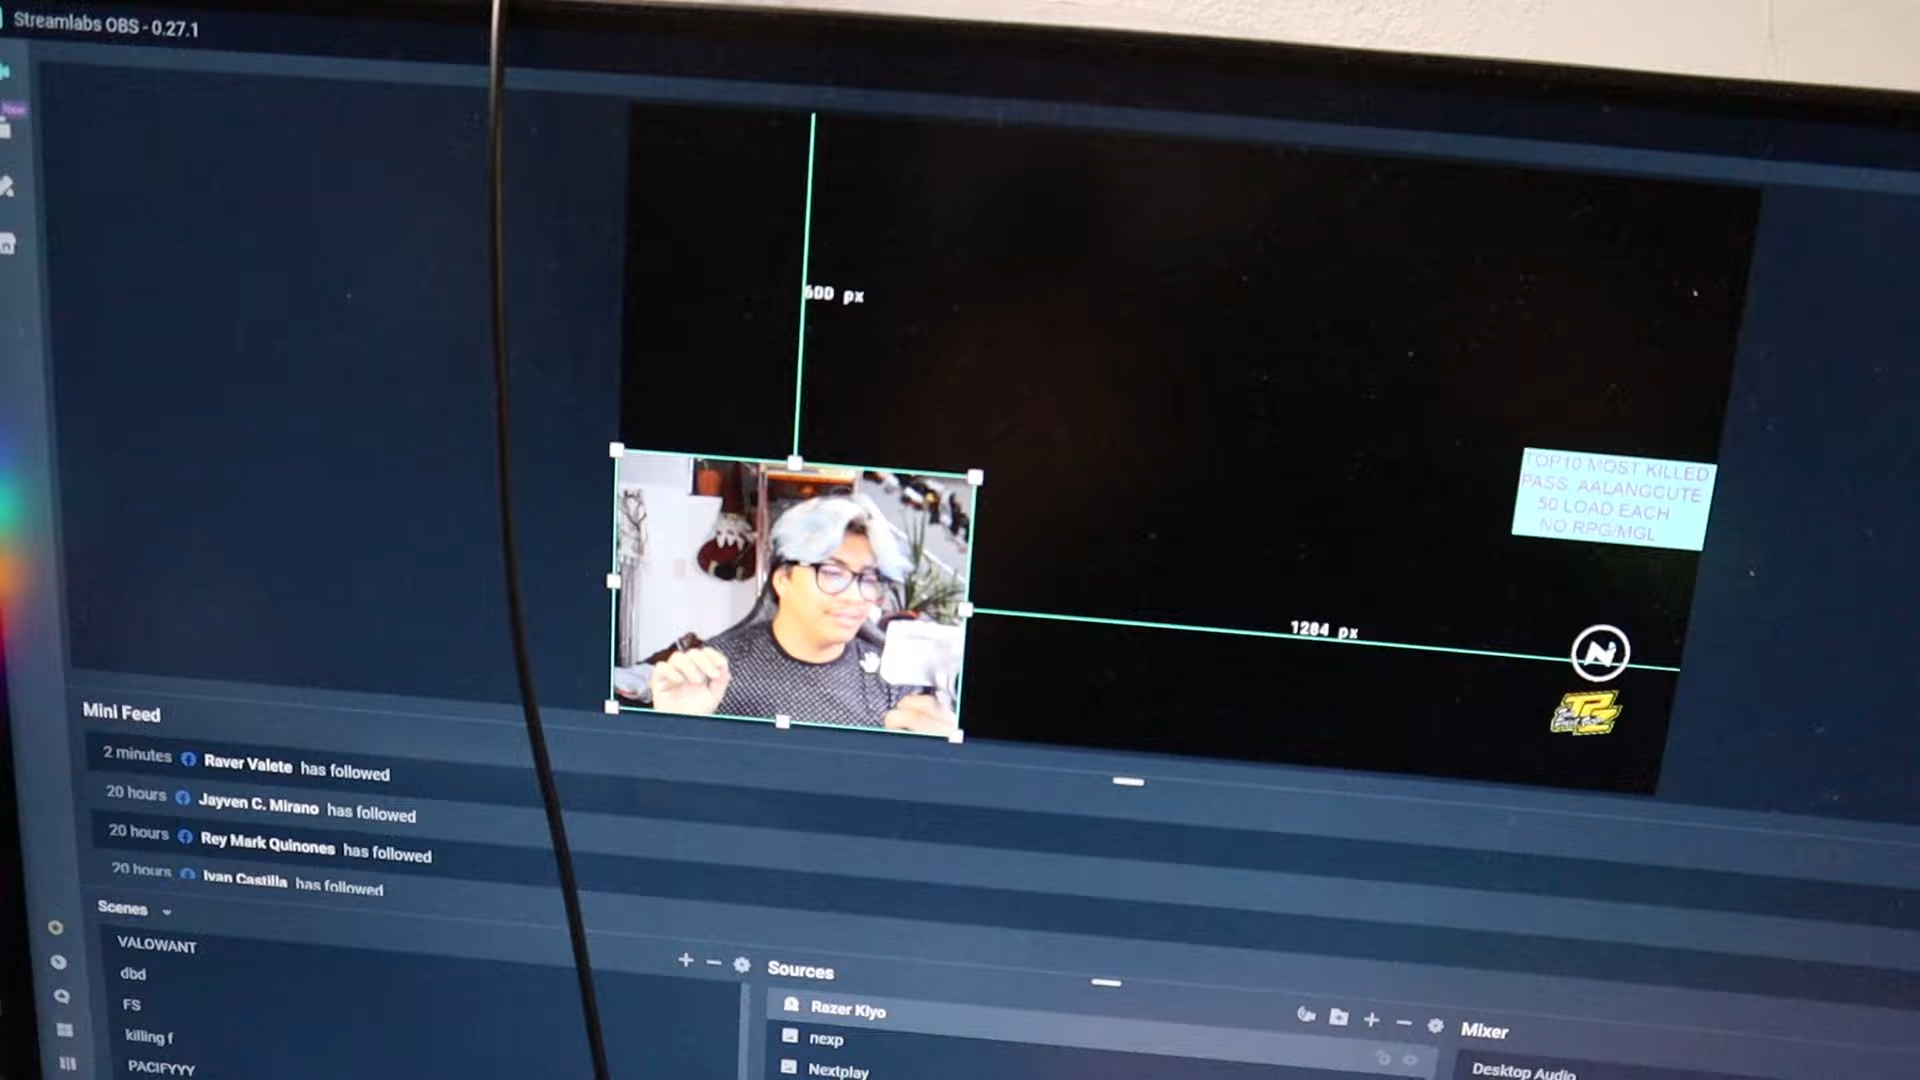 Streamlabs OBS - 0.27.1
New
600 px
TOP10 MOST KILLED
PASS AALANGCUTE
50 LOAD EACH
NO RPG/MGL
1284 px
Mini Feed
2 minutes Raver Valete has followed
20 hours Jayven C. Mirano has followed
20 hours Rey Mark Quinones has followed
20 hours Ivan Castilla has followed
Scenes
VALOWANT
dbd
FS
killing f
PACIFYYY
Sources
Razer Kiyo
nexp
Nextplay
Mixer
Desktop Audio